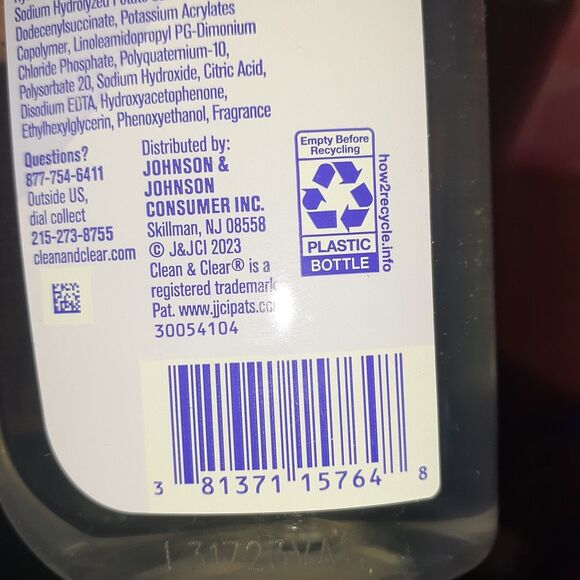 Sodium Hydrolyzed Potato
Dodecenylsuccinate, Potassium Acrylates
Copolymer, Linoleamidopropyl PG-Dimonium
Chloride Phosphate, Polyquaternium-10,
Polysorbate 20, Sodium Hydroxide, Citric Acid,
Disodium EDTA, Hydroxyacetophenone,
Ethylhexylglycerin, Phenoxyethanol, Fragrance
Questions?
877-754-6411
Outside US,
dial collect
215-273-8755
cleanandclear.com
Distributed by:
JOHNSON &
JOHNSON
CONSUMER INC.
Skillman, NJ 08558
© J&JCI 2023
Clean & Clear® is a
registered trademark
Pat. www.jjcipats.co
30054104
Empty Before
Recycling
PLASTIC
BOTTLE
how2recycle.info
3 81371 15764 8